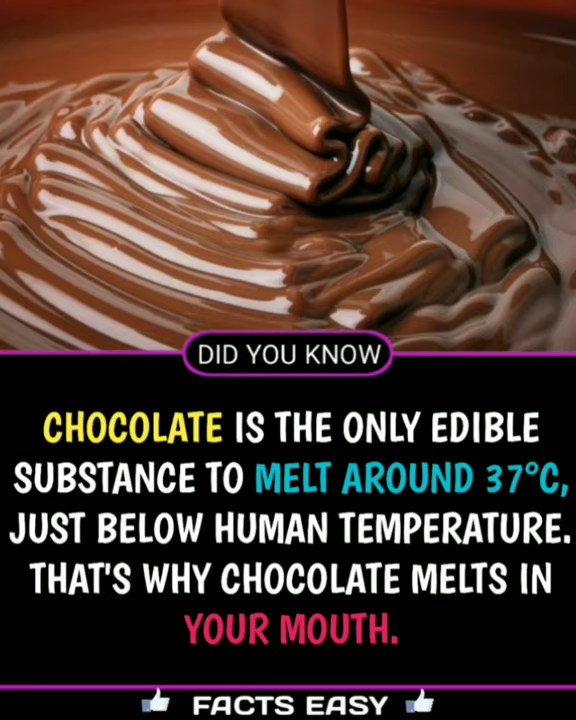 DID YOU KNOW
CHOCOLATE IS THE ONLY EDIBLE
SUBSTANCE TO MELT AROUND 37°C,
JUST BELOW HUMAN TEMPERATURE.
THAT'S WHY CHOCOLATE MELTS IN
YOUR MOUTH.
FACTS EASY